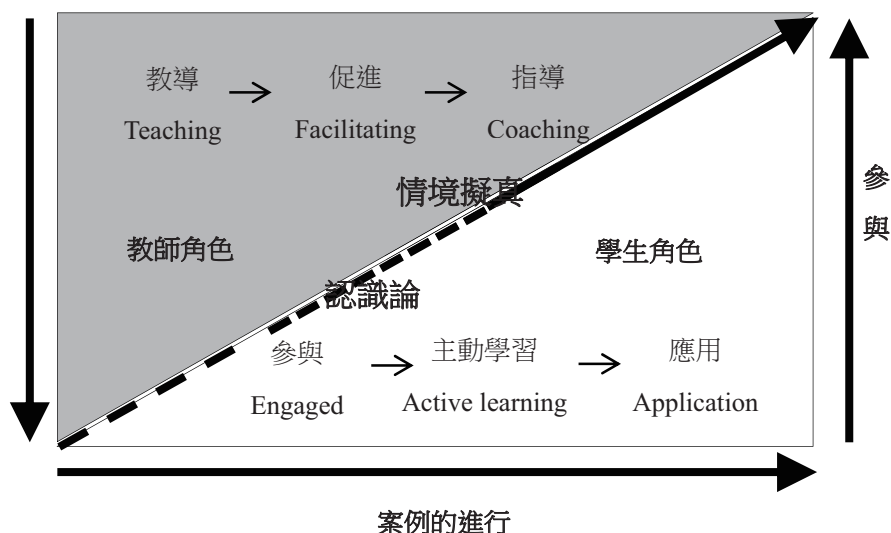 教導 促進 指導
Teaching Facilitating Coaching
情境擬真
參
與
教師角色 學生角色
認識論
參與 主動學習 應用
Engaged Active learning Application
案例的進行